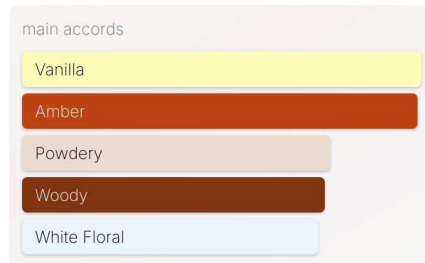 main accords
Vanilla
Amber
Powdery
Woody
White Floral